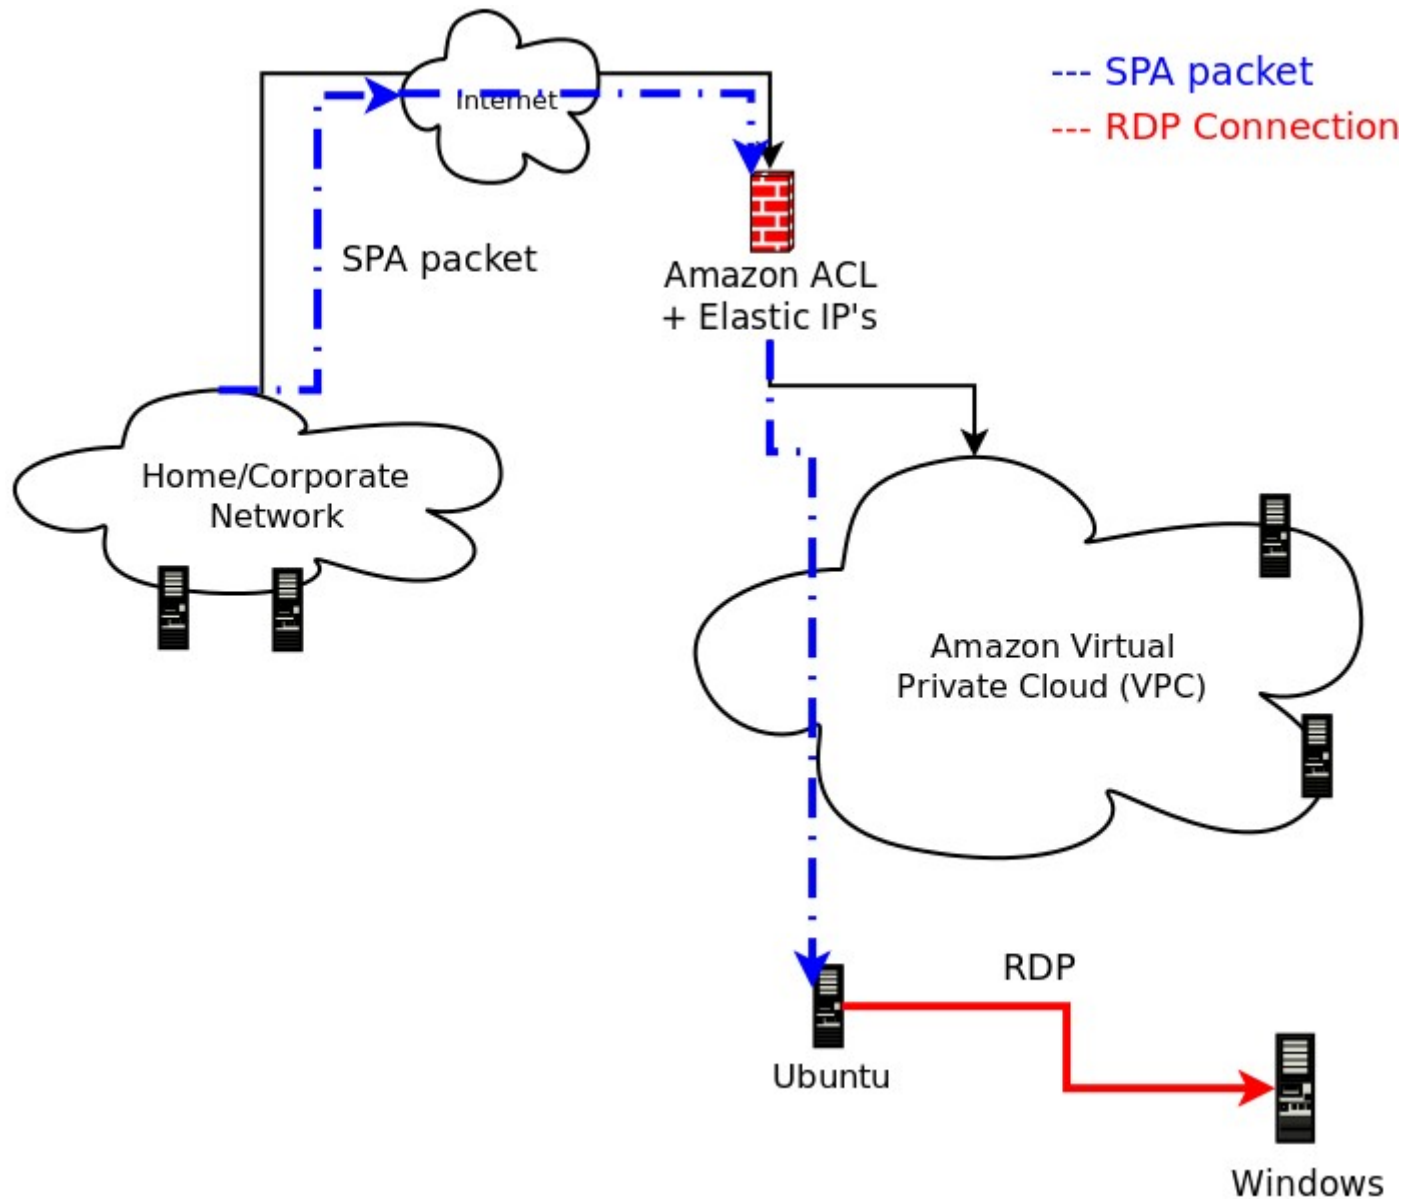 Internet
--- SPA packet
--- RDP Connection
SPA packet
Amazon ACL
+ Elastic IP's
Home/Corporate
Network
Amazon Virtual
Private Cloud (VPC)
RDP
Ubuntu
Windows